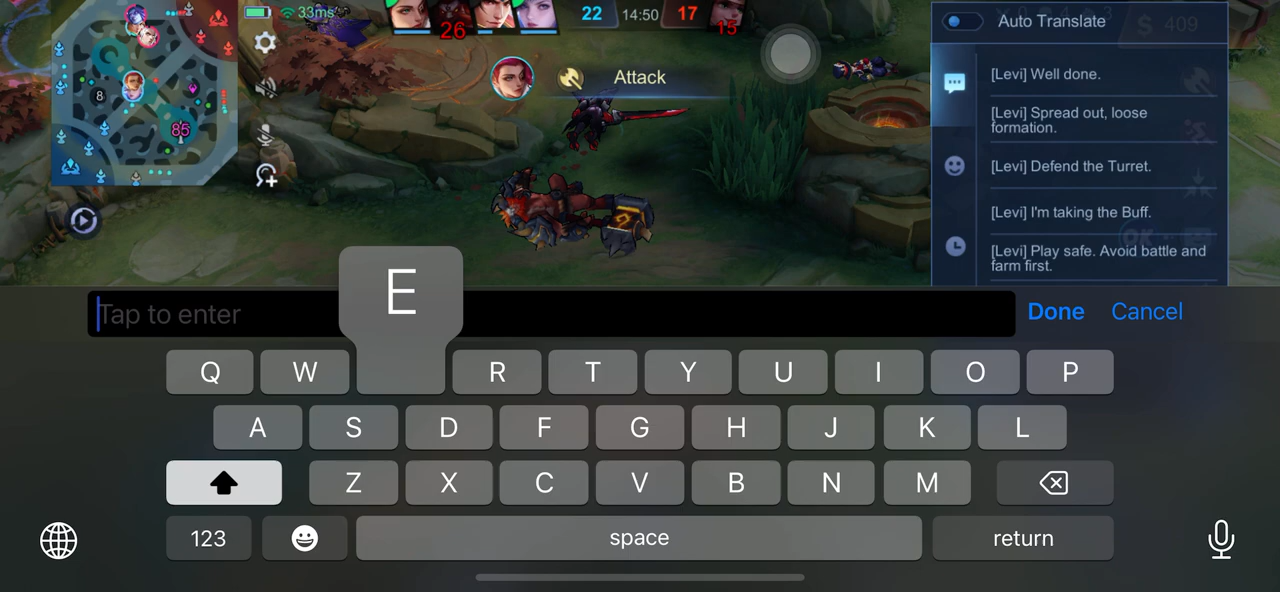 33ms
22 14:50 17
26
15
Auto Translate
$ 409
8
85
Attack
[Levi] Well done.
[Levi] Spread out, loose
formation.
[Levi] Defend the Turret.
[Levi] I'm taking the Buff.
OK
[Levi] Play safe. Avoid battle and
farm first.
E
Tap to enter
Done Cancel
Q W R T Y U I O P
A S D F G H J K L
Z X C V B N M
123 space return